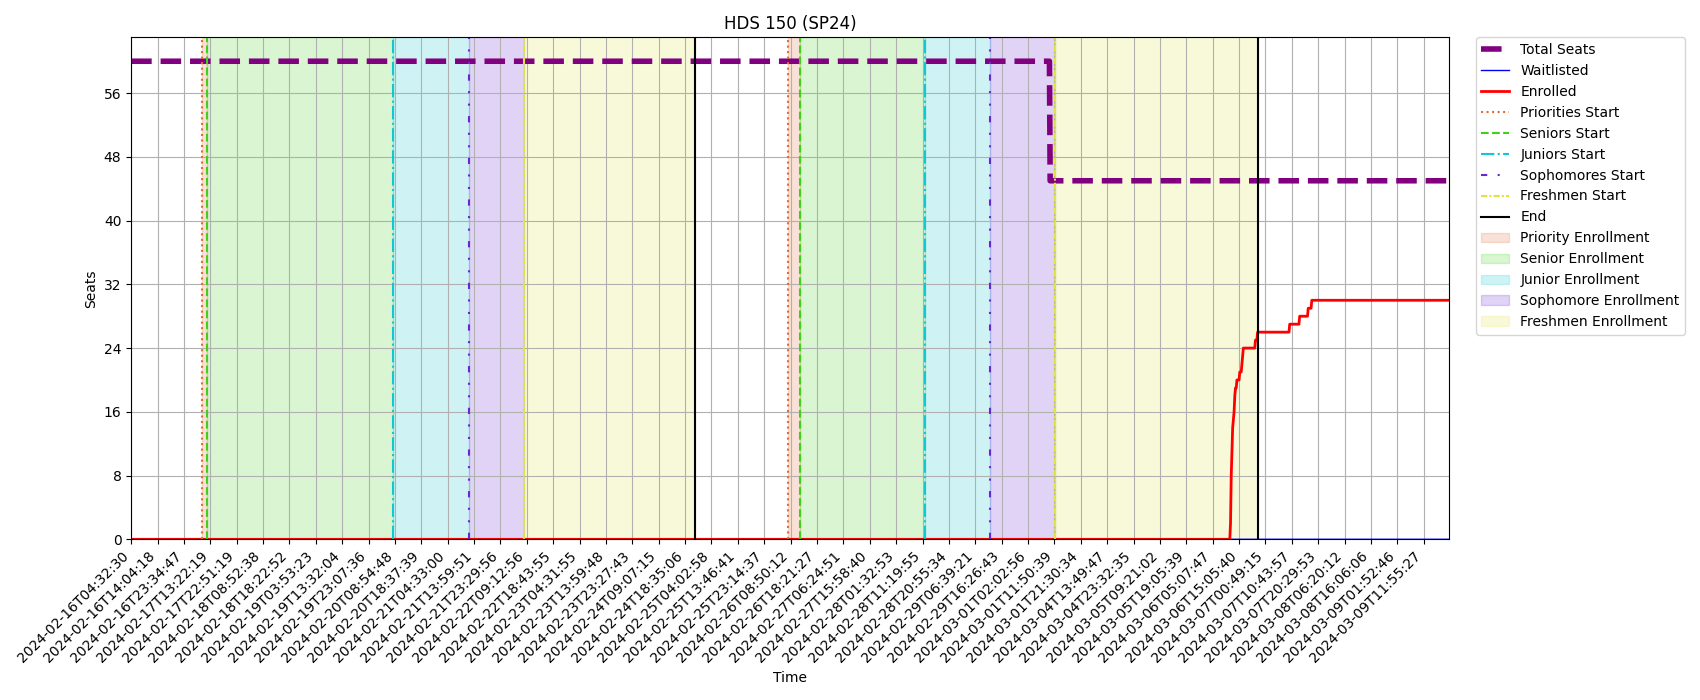 HDS 150 (SP24)
Seats
56
48
40
32
24
16
8
0
2024-02-16T04:32:30
2024-02-16T14:04:18
2024-02-16T23:34:47
2024-02-17T13:22:19
2024-02-17T22:51:19
2024-02-18T08:52:38
2024-02-18T18:22:52
2024-02-19T03:53:23
2024-02-19T13:32:04
2024-02-19T23:07:36
2024-02-20T08:54:48
2024-02-20T18:37:39
2024-02-21T04:33:00
2024-02-21T13:59:51
2024-02-21T23:29:56
2024-02-22T09:12:56
2024-02-22T18:43:55
2024-02-23T04:31:55
2024-02-23T13:59:48
2024-02-23T23:27:43
2024-02-24T09:07:15
2024-02-24T18:35:06
2024-02-25T04:02:58
2024-02-25T13:46:41
2024-02-25T23:14:37
2024-02-26T08:50:12
2024-02-26T18:21:27
2024-02-27T06:24:51
2024-02-27T15:58:40
2024-02-28T01:32:53
2024-02-28T11:19:55
2024-02-28T20:55:34
2024-02-29T06:39:21
2024-02-29T16:26:43
2024-03-01T02:02:56
2024-03-01T11:50:39
2024-03-01T21:30:34
2024-03-04T13:49:47
2024-03-04T23:32:35
2024-03-05T09:21:02
2024-03-05T19:05:39
2024-03-06T05:07:47
2024-03-06T15:05:40
2024-03-07T00:49:15
2024-03-07T10:43:57
2024-03-07T20:29:53
2024-03-08T06:20:12
2024-03-08T16:06:06
2024-03-09T01:52:46
2024-03-09T11:55:27
Time
Total Seats
Waitlisted
Enrolled
Priorities Start
Seniors Start
Juniors Start
Sophomores Start
Freshmen Start
End
Priority Enrollment
Senior Enrollment
Junior Enrollment
Sophomore Enrollment
Freshmen Enrollment